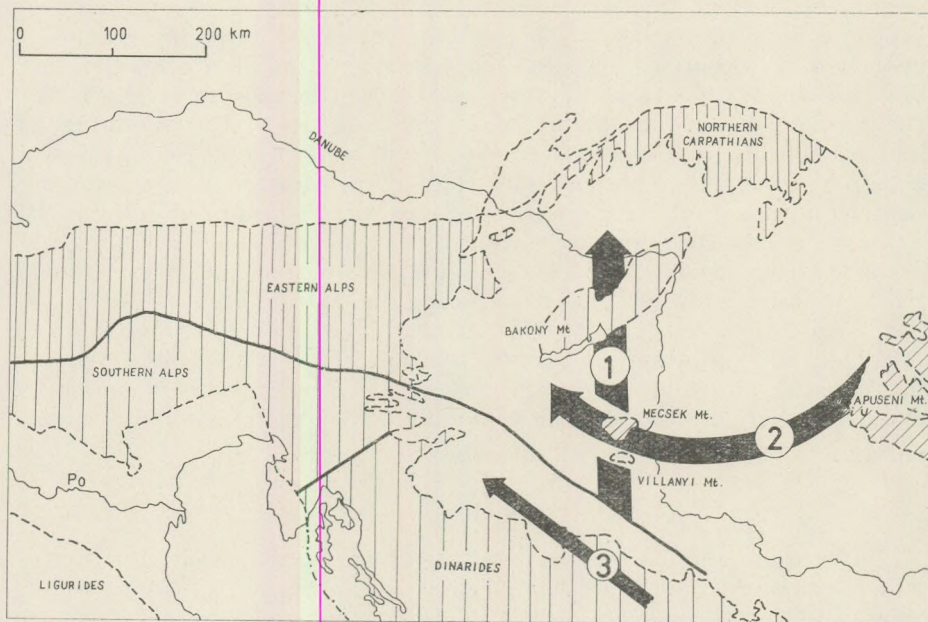 0 100 200 km
DANUBE
NORTHERN
CARPATHIANS
EASTERN ALPS
BAKONY Mt
SOUTHERN ALPS
1
MECSEK Mt.
APUSENI Mt.
2
VILLANYI Mt.
Po
3
DINARIDES
LIGURIDES